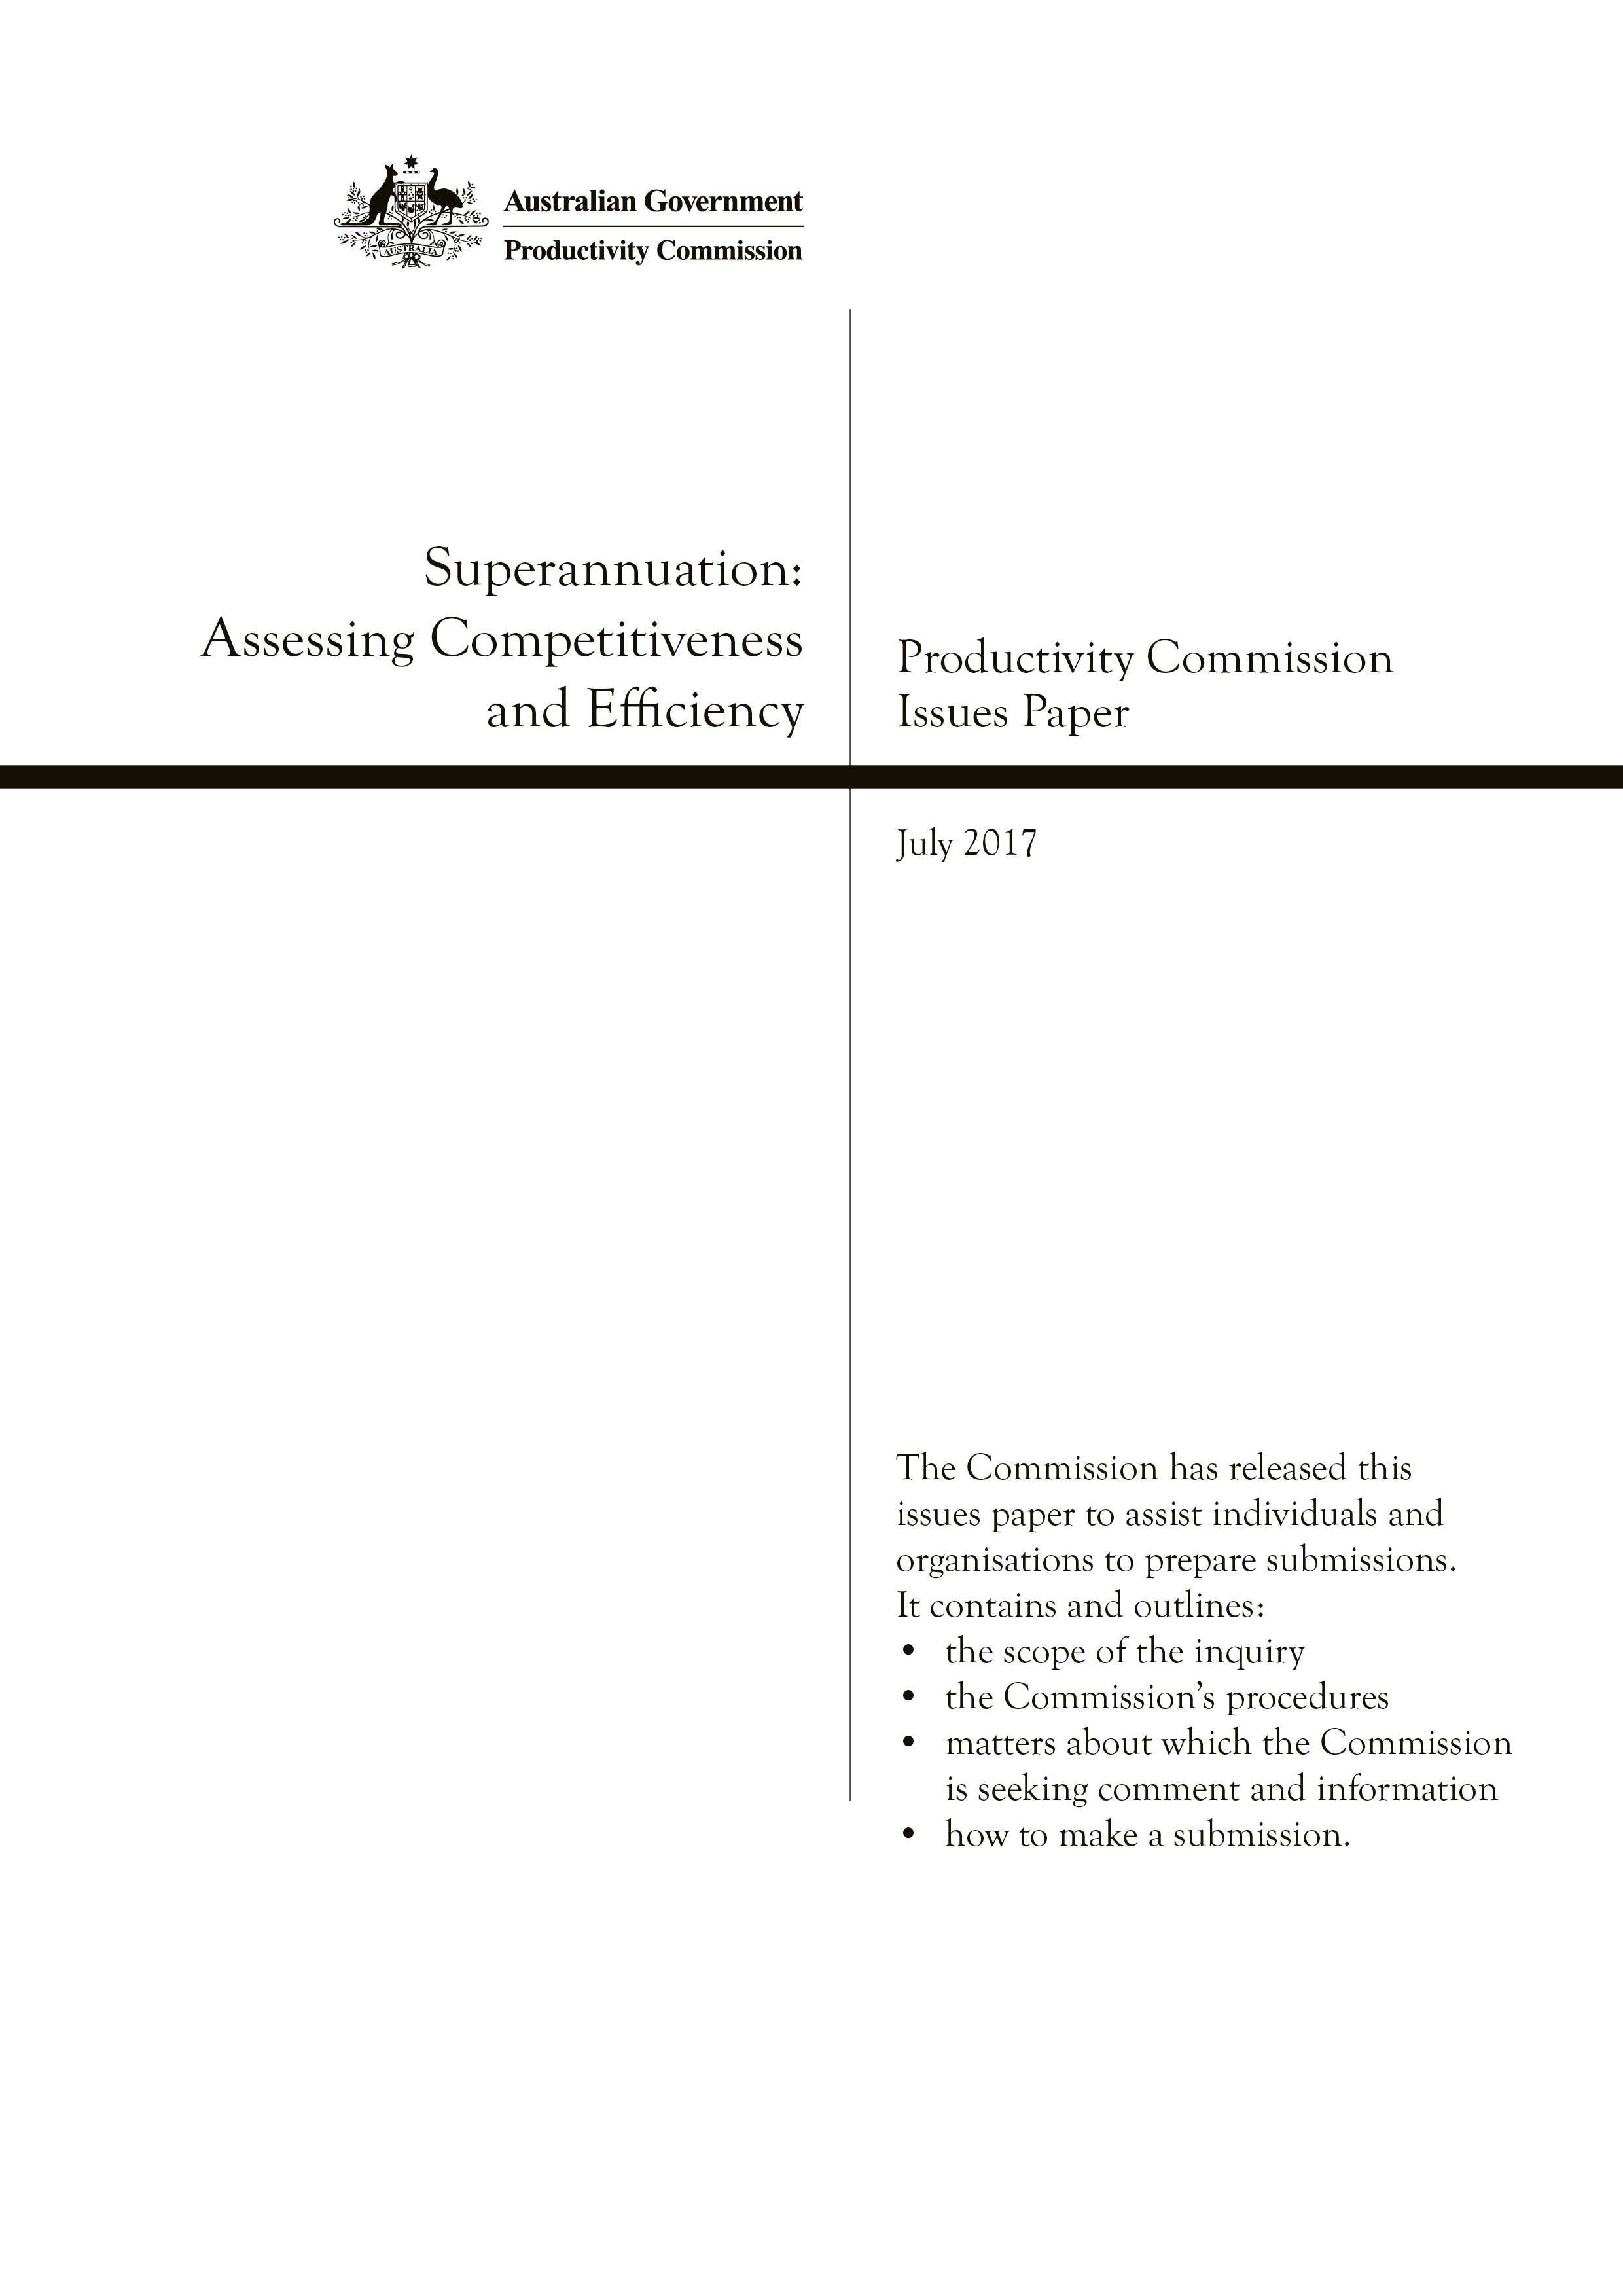 Australian Government
Productivity Commission
AUSTRALIA
Superannuation:
Assessing Competitiveness
and Efficiency
Productivity Commission
Issues Paper
July 2017
The Commission has released this
issues paper to assist individuals and
organisations to prepare submissions.
It contains and outlines:
• the scope of the inquiry
• the Commission’s procedures
• matters about which the Commission
is seeking comment and information
• how to make a submission.